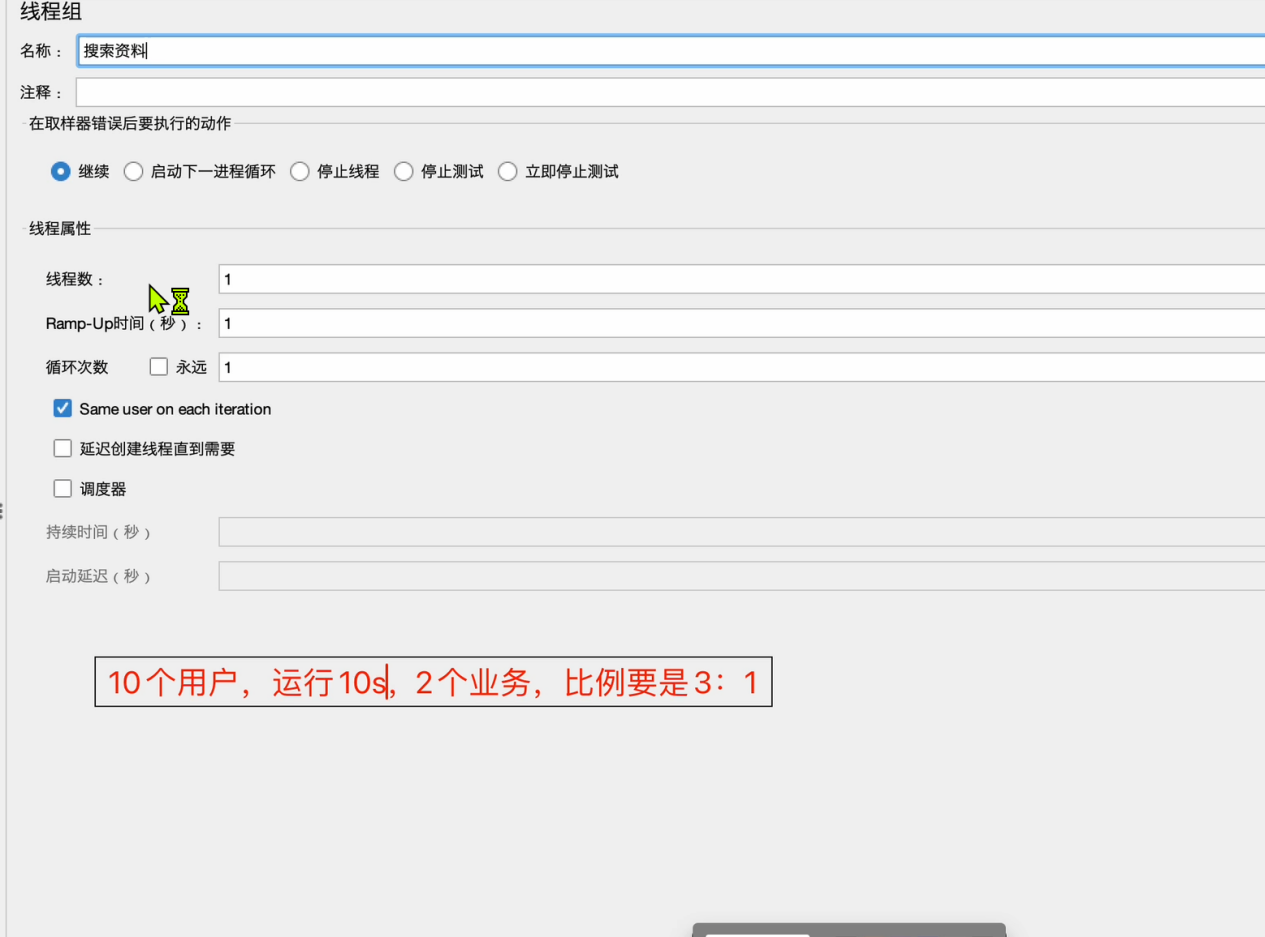 线程组
名称： 搜索资料
注释：
在取样器错误后要执行的动作
继续 启动下一进程循环 停止线程 停止测试 立即停止测试
线程属性
线程数： 1
Ramp-Up时间（秒）： 1
循环次数 永远 1
Same user on each iteration
延迟创建线程直到需要
调度器
持续时间（秒）
启动延迟（秒）
10个用户，运行10s，2个业务，比例要是3：1